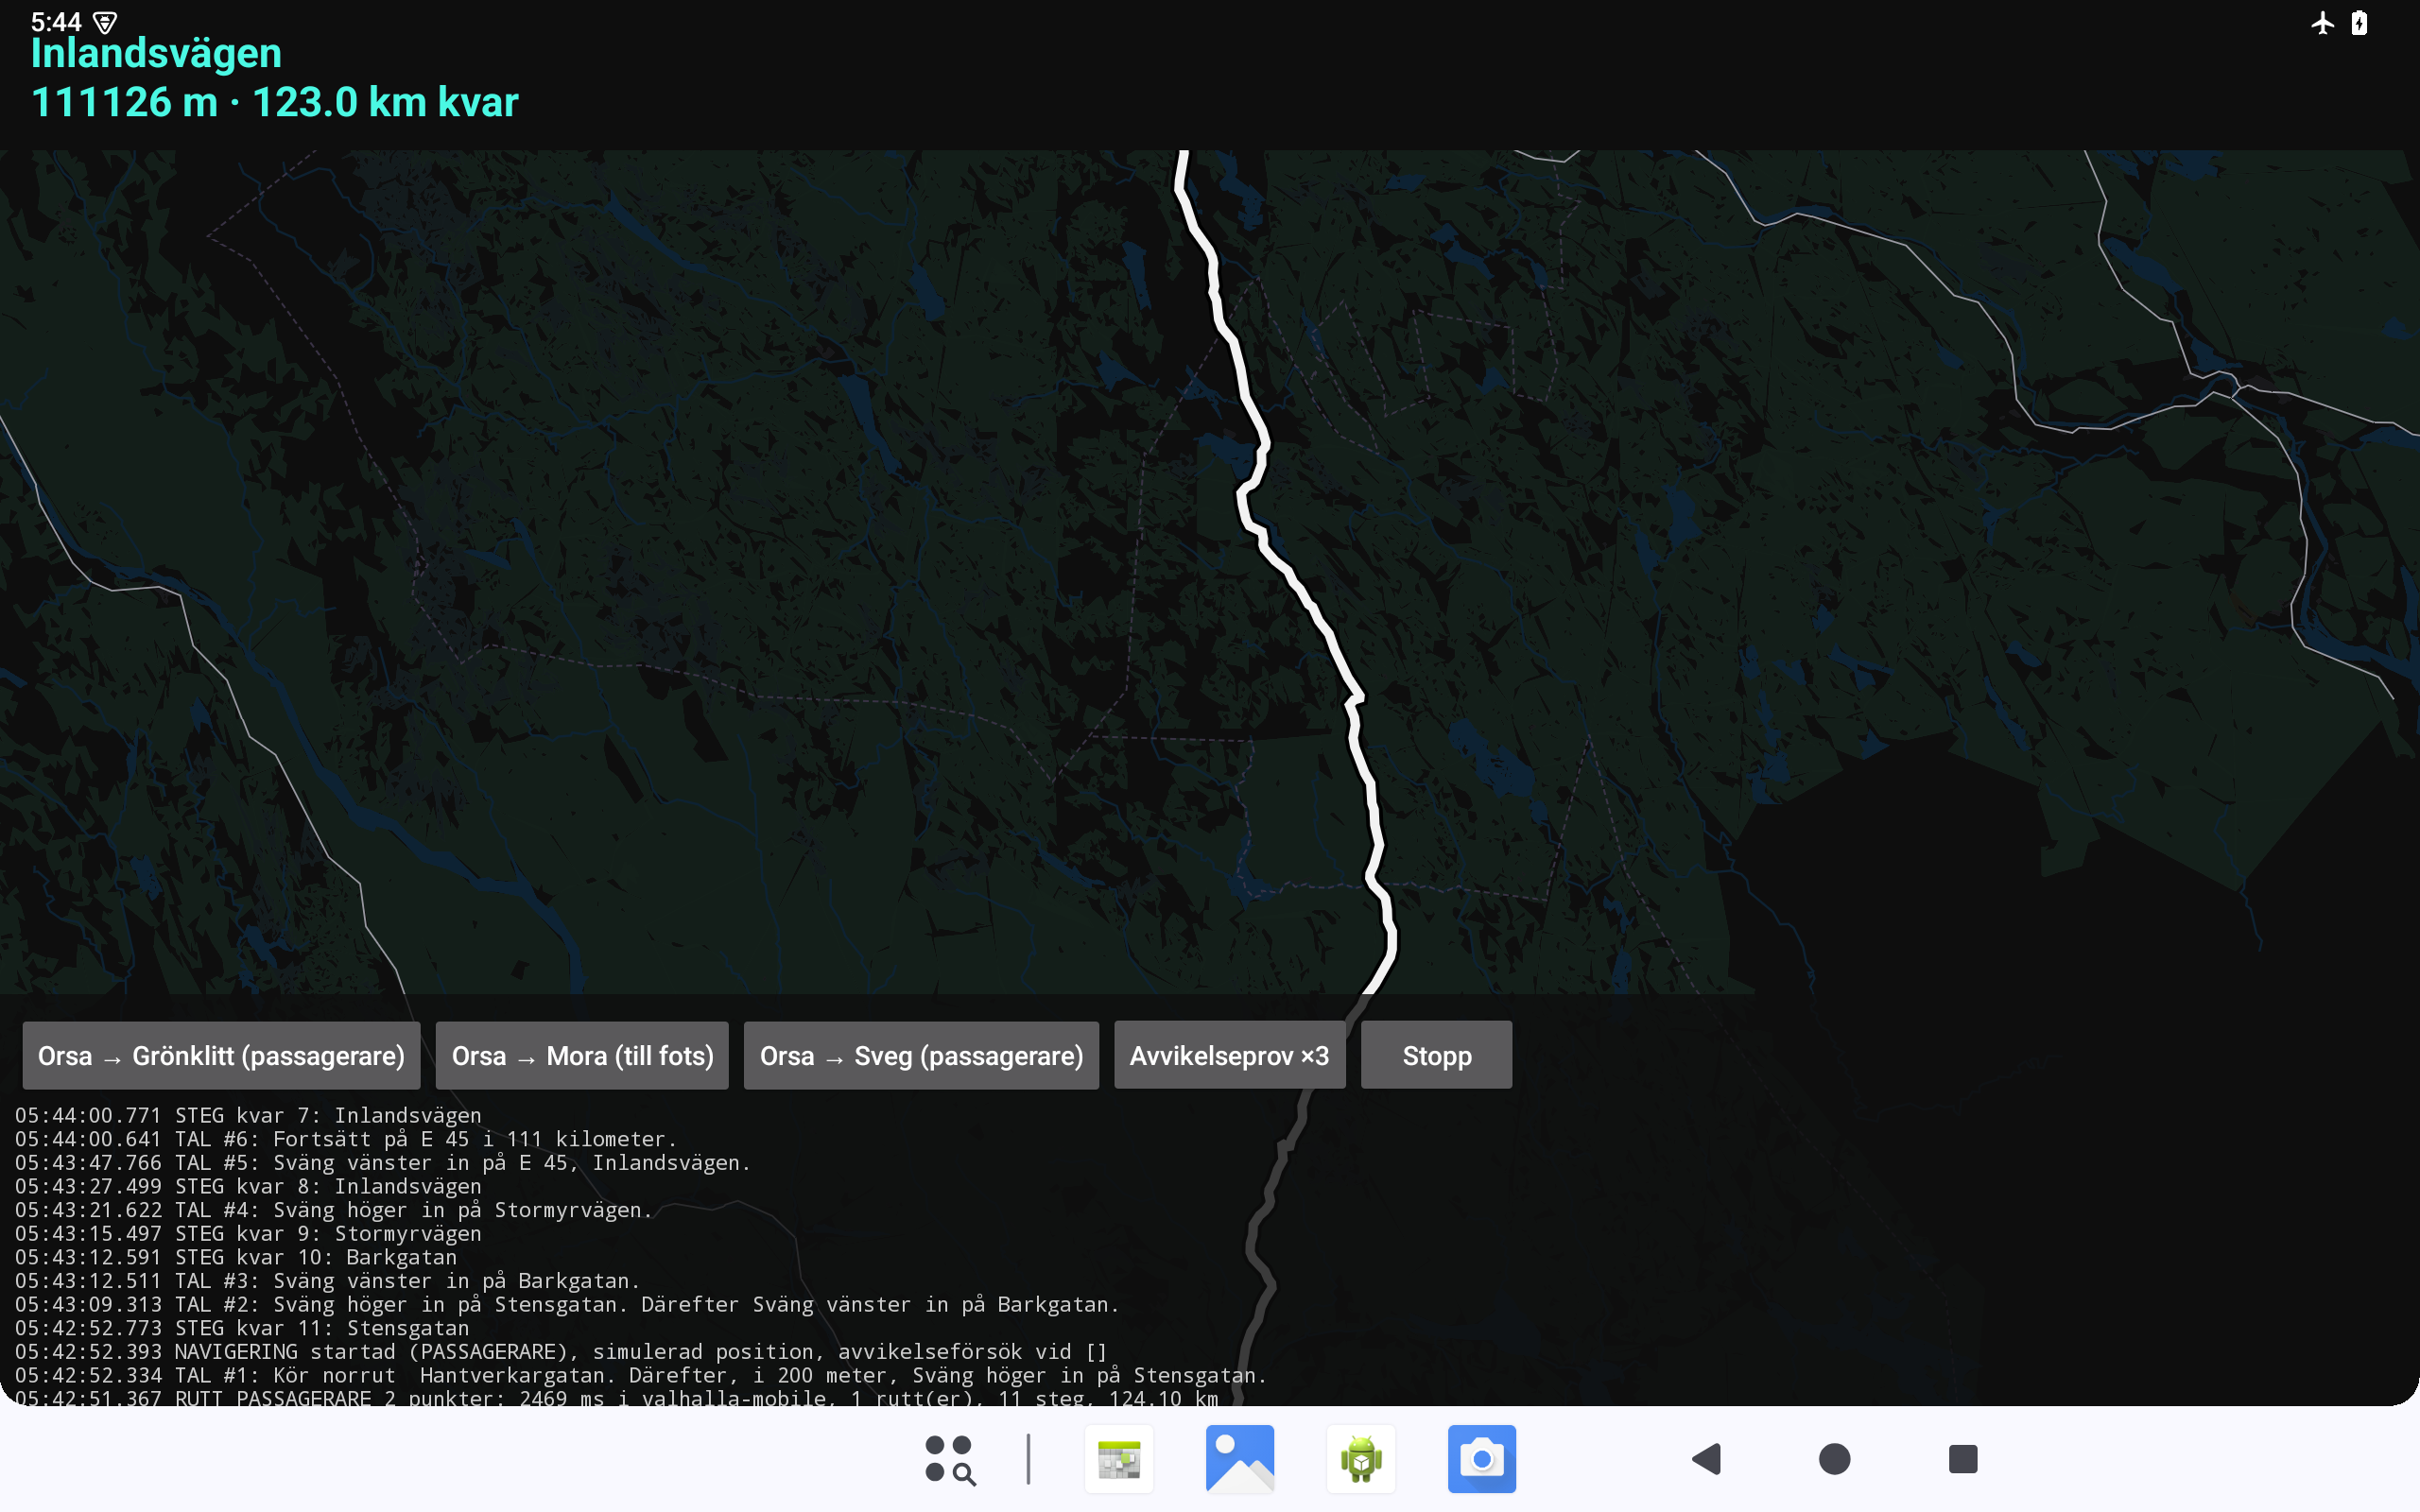 5:44
Inlandsvägen
111126 m · 123.0 km kvar
Orsa → Grönklitt (passagerare)
Orsa → Mora (till fots)
Orsa → Sveg (passagerare)
Avvikelseprov ×3
Stopp
05:44:00.771 STEG kvar 7: Inlandsvägen
05:44:00.641 TAL #6: Fortsätt på E 45 i 111 kilometer.
05:43:47.766 TAL #5: Sväng vänster in på E 45, Inlandsvägen.
05:43:27.499 STEG kvar 8: Inlandsvägen
05:43:21.622 TAL #4: Sväng höger in på Stormyrvägen.
05:43:15.497 STEG kvar 9: Stormyrvägen
05:43:12.591 STEG kvar 10: Barkgatan
05:43:12.511 TAL #3: Sväng vänster in på Barkgatan.
05:43:09.313 TAL #2: Sväng höger in på Stensgatan. Därefter Sväng vänster in på Barkgatan.
05:42:52.773 STEG kvar 11: Stensgatan
05:42:52.393 NAVIGERING startad (PASSAGERARE), simulerad position, avvikelseförsök vid []
05:42:52.334 TAL #1: Kör norrut  Hantverkargatan. Därefter, i 200 meter, Sväng höger in på Stensgatan.
05:42:51.367 RUTT PASSAGERARE 2 punkter: 2469 ms i valhalla-mobile, 1 rutt(er), 11 steg, 124.10 km